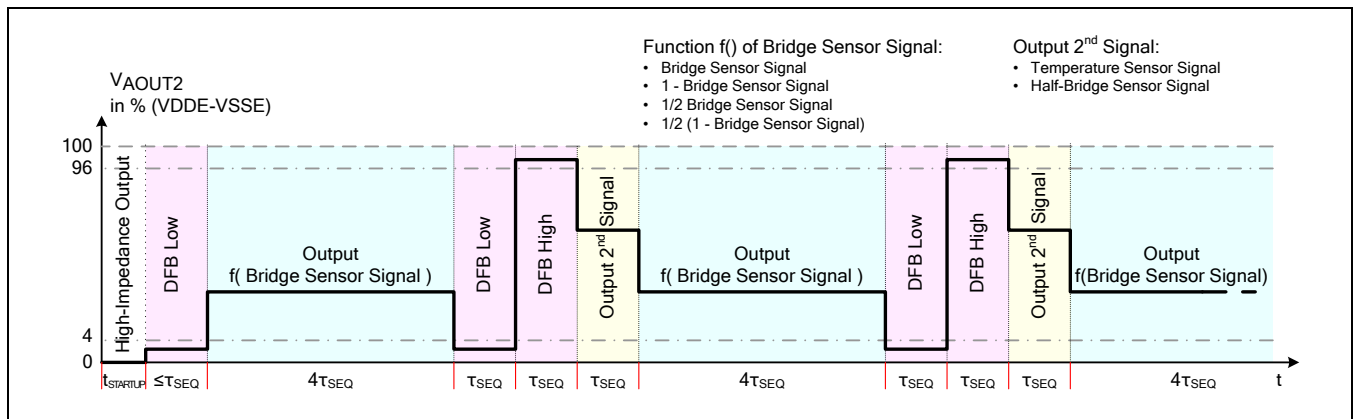 Function f() of Bridge Sensor Signal:
• Bridge Sensor Signal
• 1 - Bridge Sensor Signal
• 1/2 Bridge Sensor Signal
• 1/2 (1 - Bridge Sensor Signal)
Output 2nd Signal:
• Temperature Sensor Signal
• Half-Bridge Sensor Signal
VAOUT2
in % (VDDE-VSSE)
100
96
4
0
High-Impedance Output
DFB Low
Output
f( Bridge Sensor Signal )
DFB Low
DFB High
Output 2nd Signal
Output
f( Bridge Sensor Signal )
DFB Low
DFB High
Output 2nd Signal
Output
f(Bridge Sensor Signal)
tSTARTUP
≤τSEQ
4τSEQ
τSEQ
τSEQ
τSEQ
4τSEQ
τSEQ
τSEQ
τSEQ
4τSEQ
t